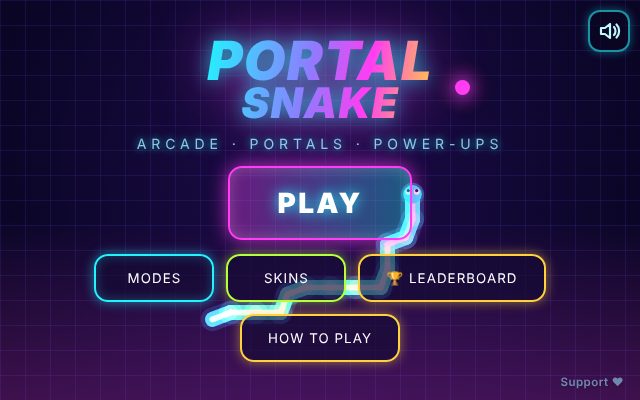 PORTAL
SNAKE
ARCADE · PORTALS · POWER-UPS
PLAY
MODES
SKINS
🏆 LEADERBOARD
HOW TO PLAY
Support ♥